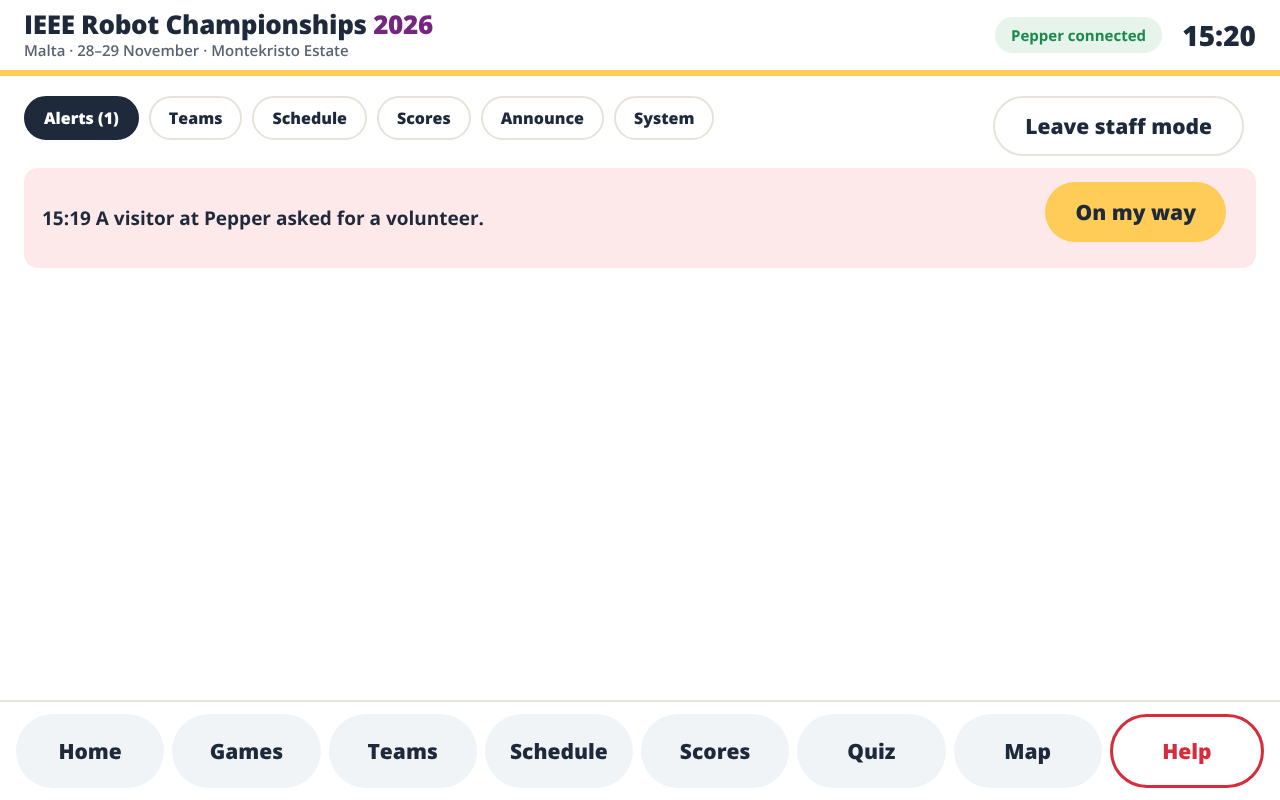 IEEE Robot Championships 2026
Malta · 28–29 November · Montekristo Estate
Pepper connected
15:20
Alerts (1)
Teams
Schedule
Scores
Announce
System
Leave staff mode
15:19 A visitor at Pepper asked for a volunteer.
On my way
Home
Games
Teams
Schedule
Scores
Quiz
Map
Help